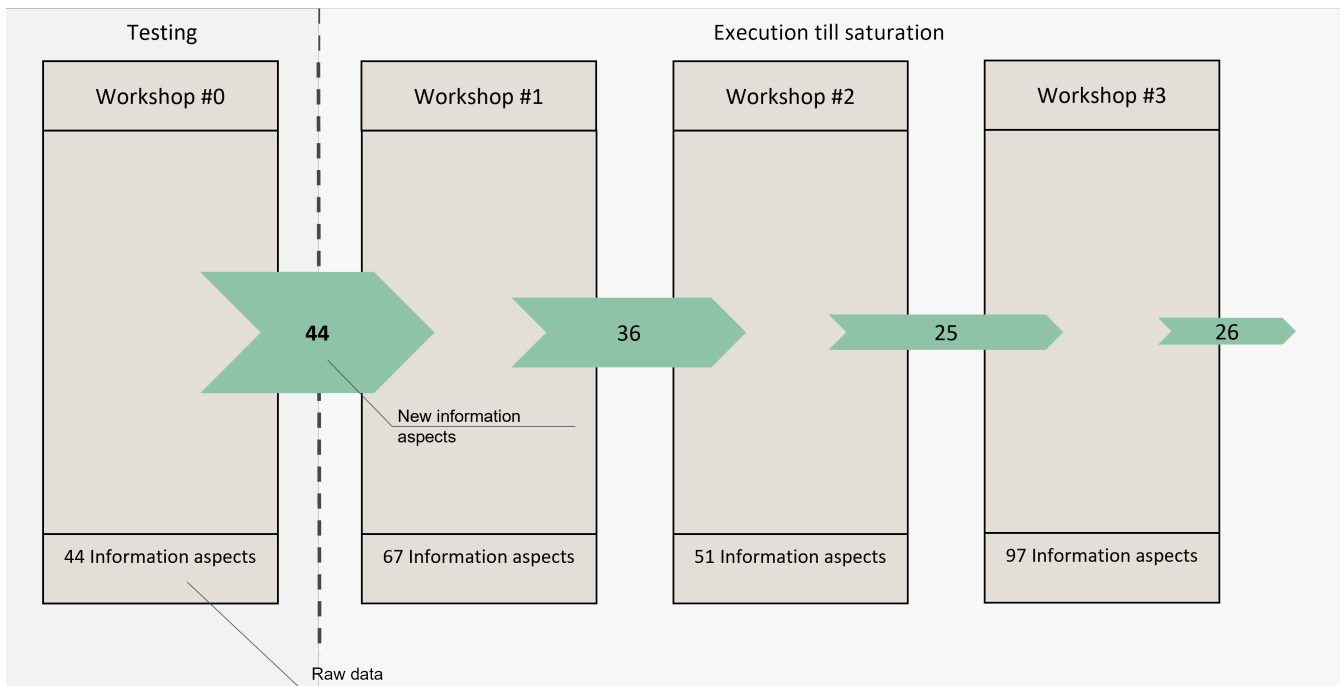 Testing
Execution till saturation
Workshop #0
Workshop #1
Workshop #2
Workshop #3
44
36
25
26
New information
aspects
44 Information aspects
67 Information aspects
51 Information aspects
97 Information aspects
Raw data